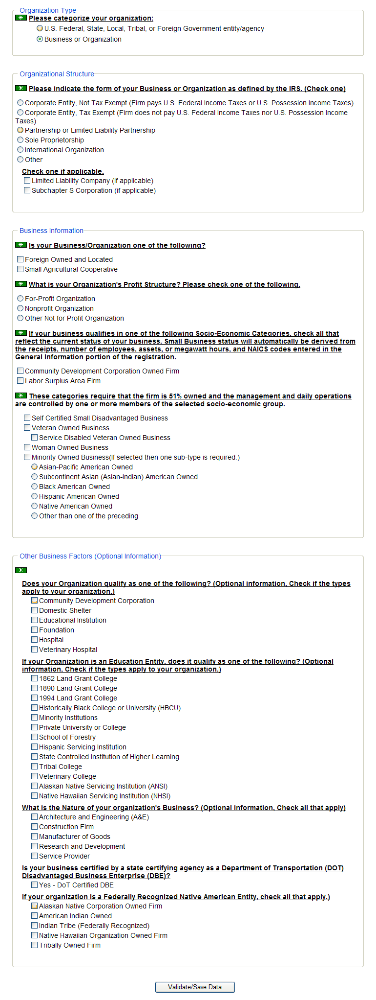 Organization Type
* Please categorize your organization:
U.S. Federal, State, Local, Tribal, or Foreign Government entity/agency
Business or Organization
Organizational Structure
* Please indicate the form of your Business or Organization as defined by the IRS. (Check one)
Corporate Entity, Not Tax Exempt (Firm pays U.S. Federal Income Taxes or U.S. Possession Income Taxes)
Corporate Entity, Tax Exempt (Firm does not pay U.S. Federal Income Taxes nor U.S. Possession Income
Taxes)
Partnership or Limited Liability Partnership
Sole Proprietorship
International Organization
Other
Check one if applicable.
Limited Liability Company (if applicable)
Subchapter S Corporation (if applicable)
Business Information
* Is your Business/Organization one of the following?
Foreign Owned and Located
Small Agricultural Cooperative
* What is your Organization's Profit Structure? Please check one of the following.
For-Profit Organization
Nonprofit Organization
Other Not for Profit Organization
* If your business qualifies in one of the following Socio-Economic Categories, check all that
reflect the current status of your business. Small Business status will automatically be derived from
the receipts, number of employees, assets, or megawatt hours, and NAICS codes entered in the
General Information portion of the registration.
Community Development Corporation Owned Firm
Labor Surplus Area Firm
* These categories require that the firm is 51% owned and the management and daily operations
are controlled by one or more members of the selected socio-economic group.
Self Certified Small Disadvantaged Business
Veteran Owned Business
Service Disabled Veteran Owned Business
Woman Owned Business
Minority Owned Business(If selected then one sub-type is required.)
Asian-Pacific American Owned
Subcontinent Asian (Asian-Indian) American Owned
Black American Owned
Hispanic American Owned
Native American Owned
Other than one of the preceding
Other Business Factors (Optional Information)
*
Does your Organization qualify as one of the following? (Optional information, Check if the types
apply to your organization.)
Community Development Corporation
Domestic Shelter
Educational Institution
Foundation
Hospital
Veterinary Hospital
If your Organization is an Education Entity, does it qualify as one of the following? (Optional
information, Check if the types apply to your organization.)
1862 Land Grant College
1890 Land Grant College
1994 Land Grant College
Historically Black College or University (HBCU)
Minority Institutions
Private University or College
School of Forestry
Hispanic Servicing Institution
State Controlled Institution of Higher Learning
Tribal College
Veterinary College
Alaskan Native Servicing Institution (ANSI)
Native Hawaiian Servicing Institution (NHSI)
What is the Nature of your organization's Business? (Optional information, Check all that apply)
Architecture and Engineering (A&E)
Construction Firm
Manufacturer of Goods
Research and Development
Service Provider
Is your business certified by a state certifying agency as a Department of Transportation (DOT)
Disadvantaged Business Enterprise (DBE)?
Yes - DoT Certified DBE
If your organization is a Federally Recognized Native American Entity, check all that apply.)
Alaskan Native Corporation Owned Firm
American Indian Owned
Indian Tribe (Federally Recognized)
Native Hawaiian Organization Owned Firm
Tribally Owned Firm
Validate/Save Data